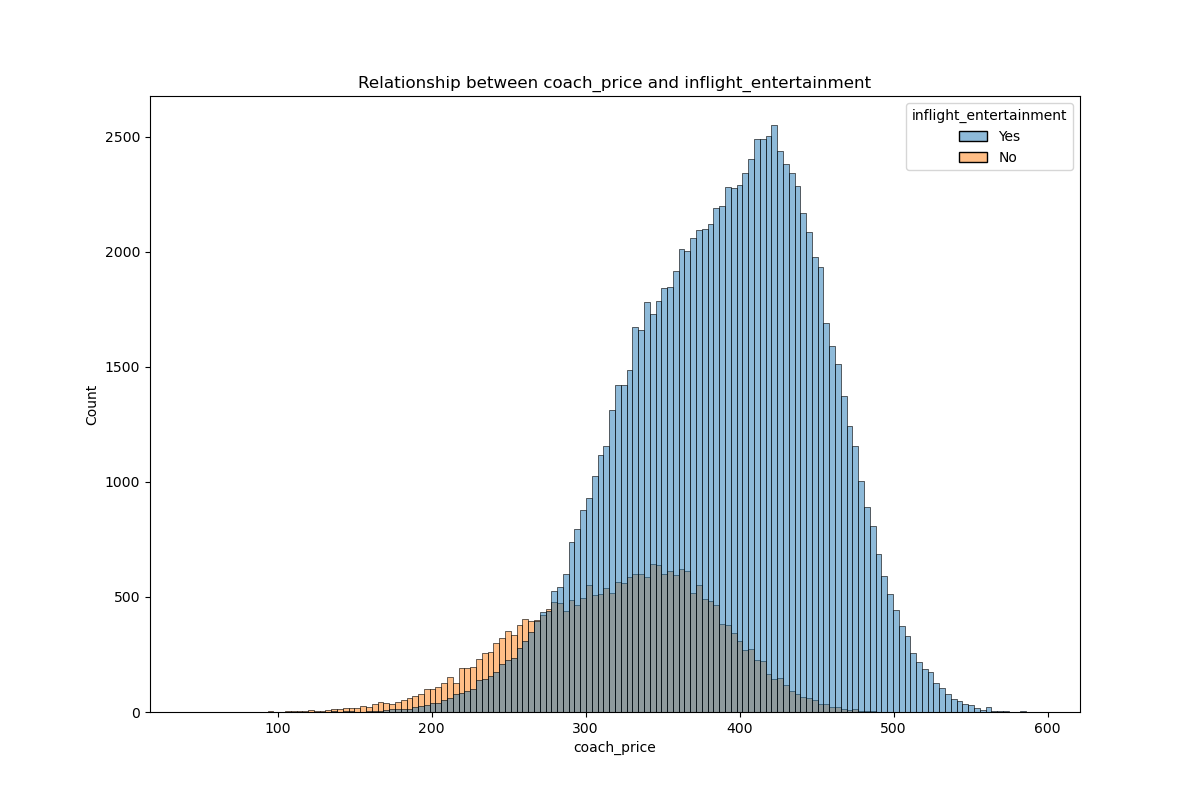 Relationship between coach_price and inflight_entertainment
inflight_entertainment
Yes
No
2500
2000
1500
1000
500
0
Count
100 200 300 400 500 600
coach_price